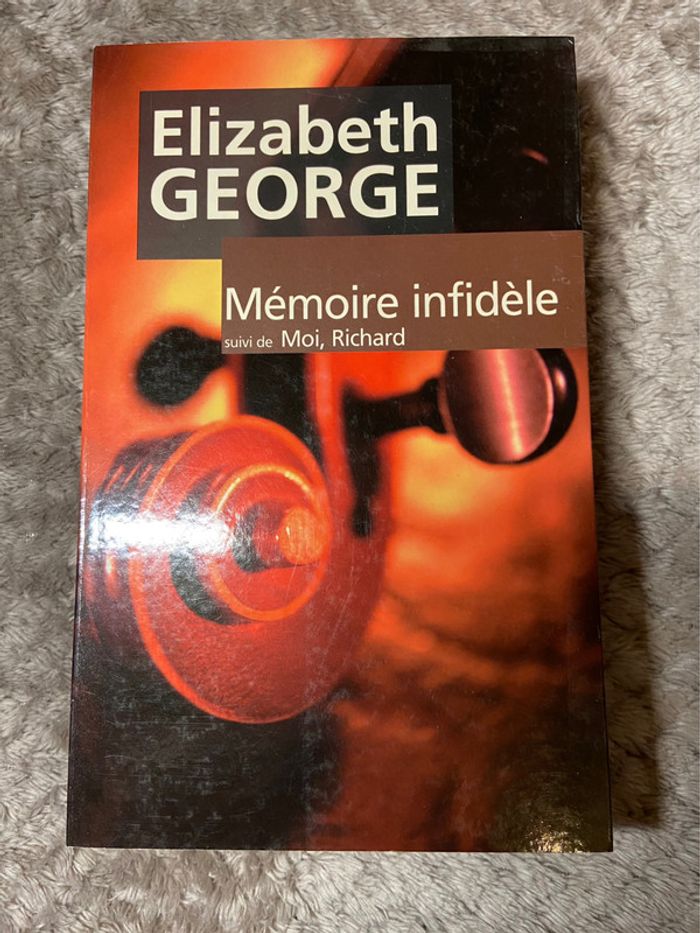 Elizabeth
GEORGE
Mémoire infidèle
suivi de Moi, Richard